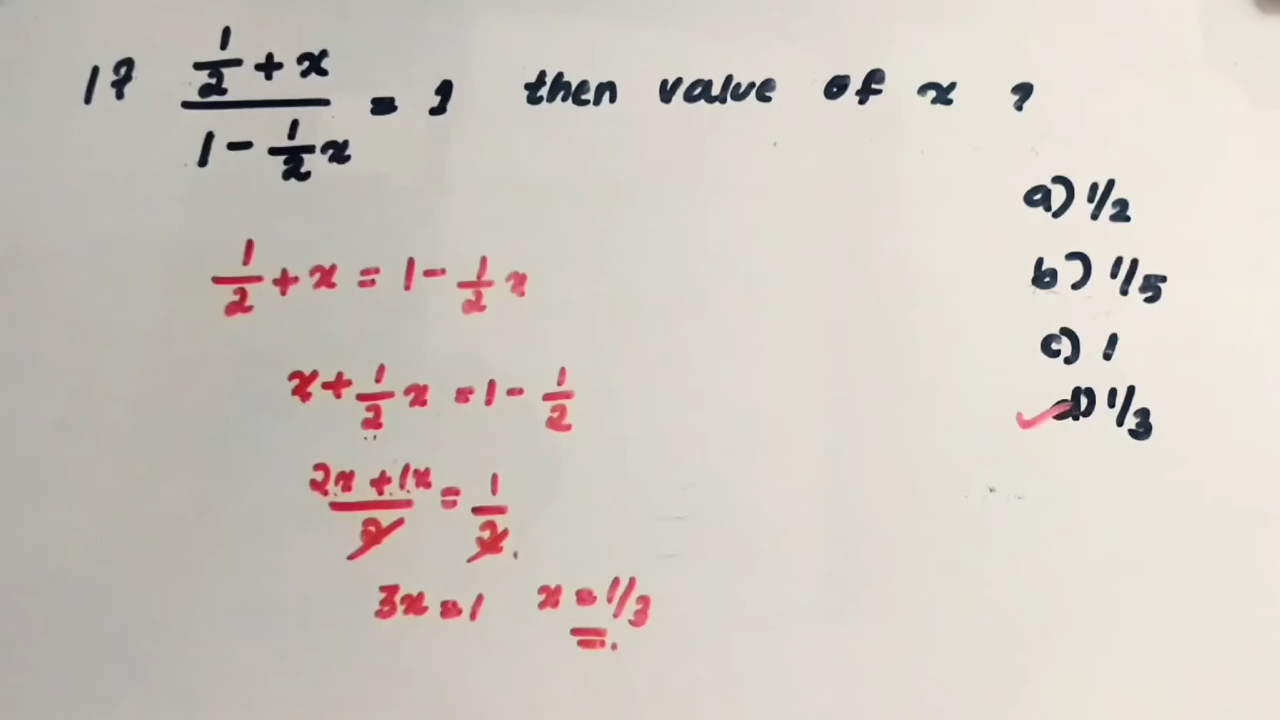 If (1/2 + x)/(1 - 1/2 x) = 1 then value of x ?
a) 1/2
b) 1/5
c) 1
d) 1/3
1/2 + x = 1 - 1/2 x
x + 1/2 x = 1 - 1/2
(2x + 1x)/2 = 1/2
3x = 1 x = 1/3